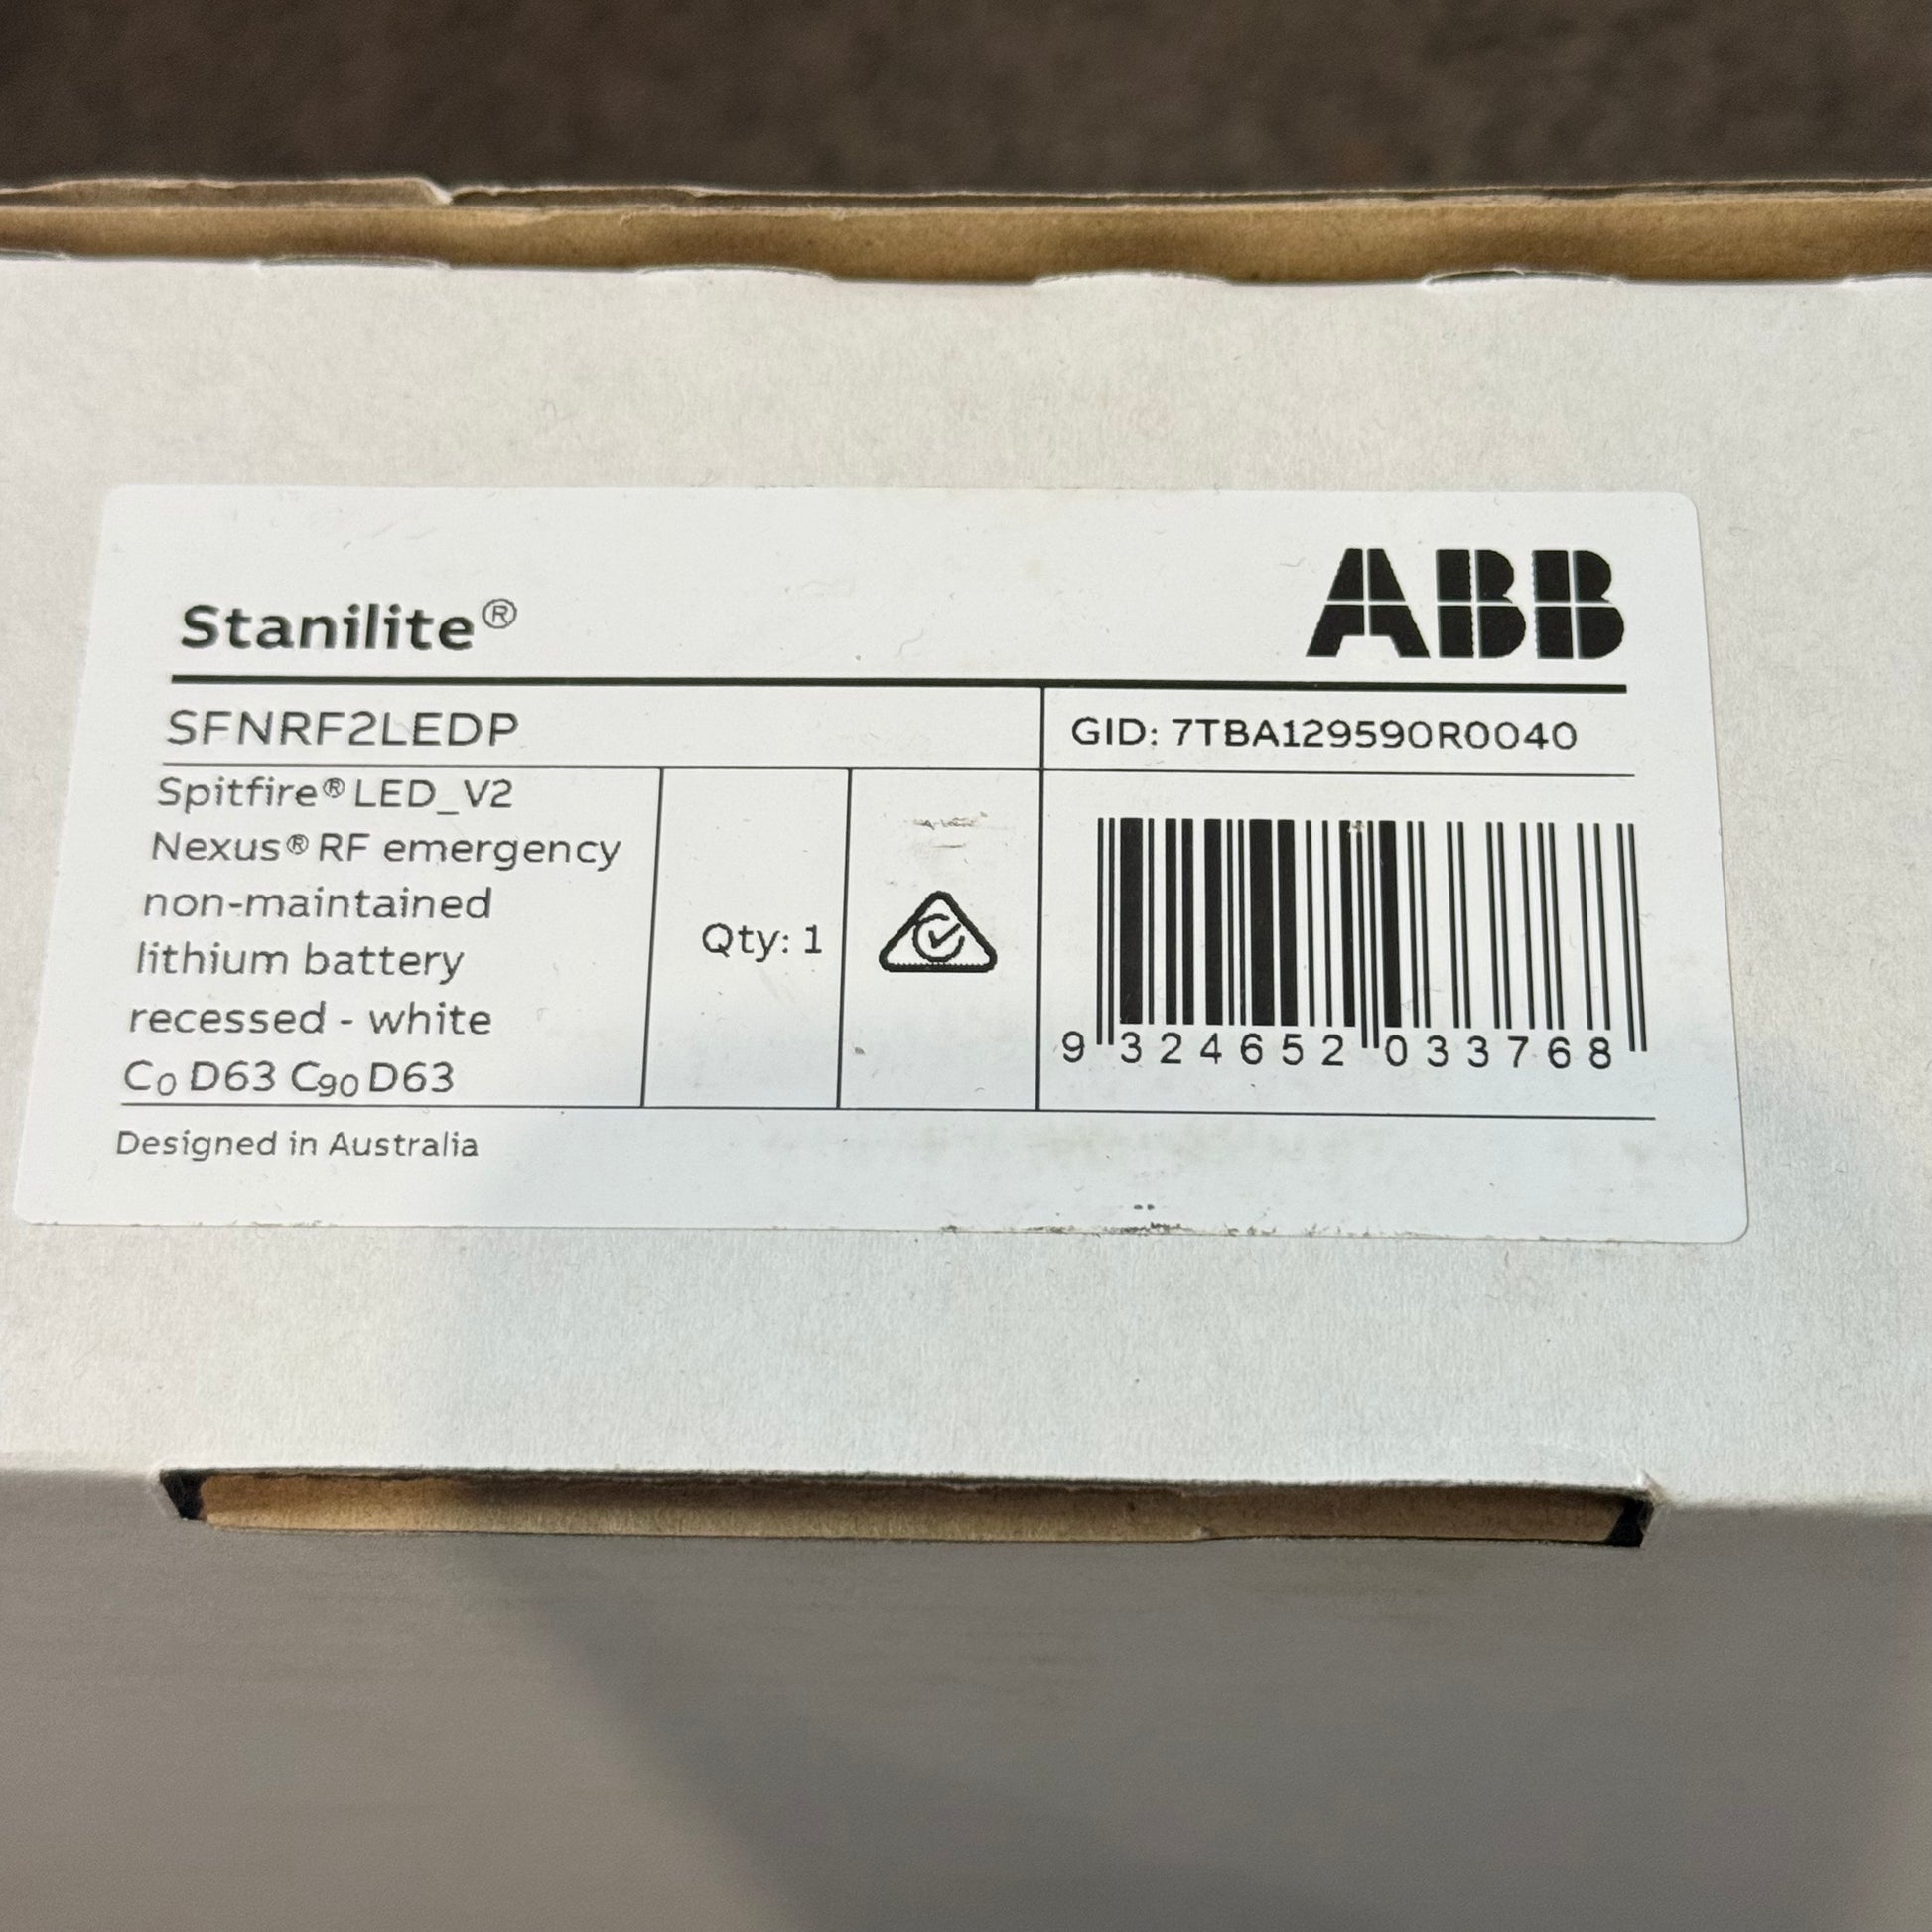 Stanilite®
ABB
SFNRF2LEDP
GID: 7TBA129590R0040
Spitfire® LED_V2
Nexus® RF emergency
non-maintained
lithium battery
recessed - white
C0 D63 C90 D63
Qty: 1
9 324652 033768
Designed in Australia